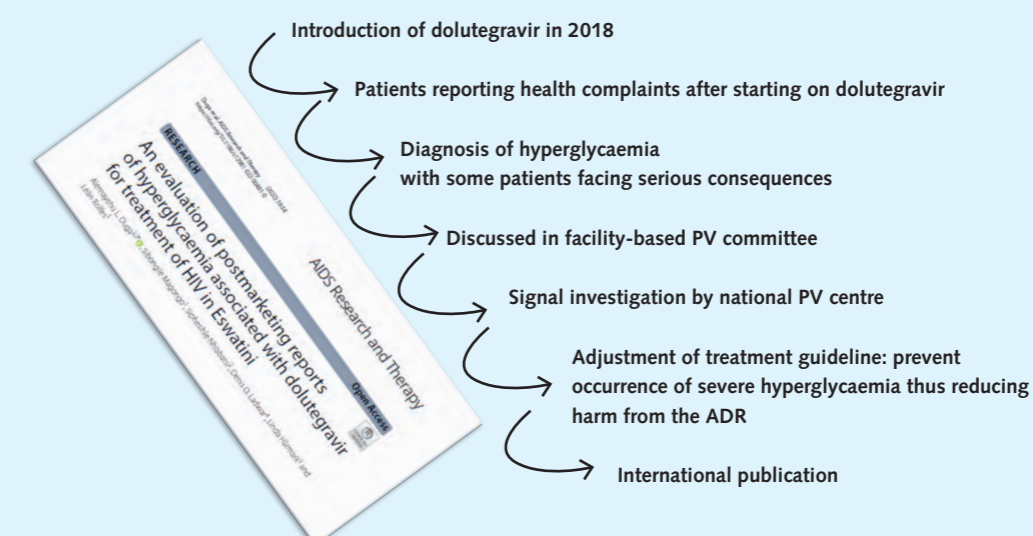 Introduction of dolutegravir in 2018
Patients reporting health complaints after starting on dolutegravir
Diagnosis of hyperglycaemia
with some patients facing serious consequences
Discussed in facility-based PV committee
Signal investigation by national PV centre
Adjustment of treatment guideline: prevent
occurrence of severe hyperglycaemia thus reducing
harm from the ADR
International publication
AIDS Research and Therapy
RESEARCH
Open Access
An evaluation of postmarketing reports
of hyperglycaemia associated with dolutegravir
for treatment of HIV in Eswatini